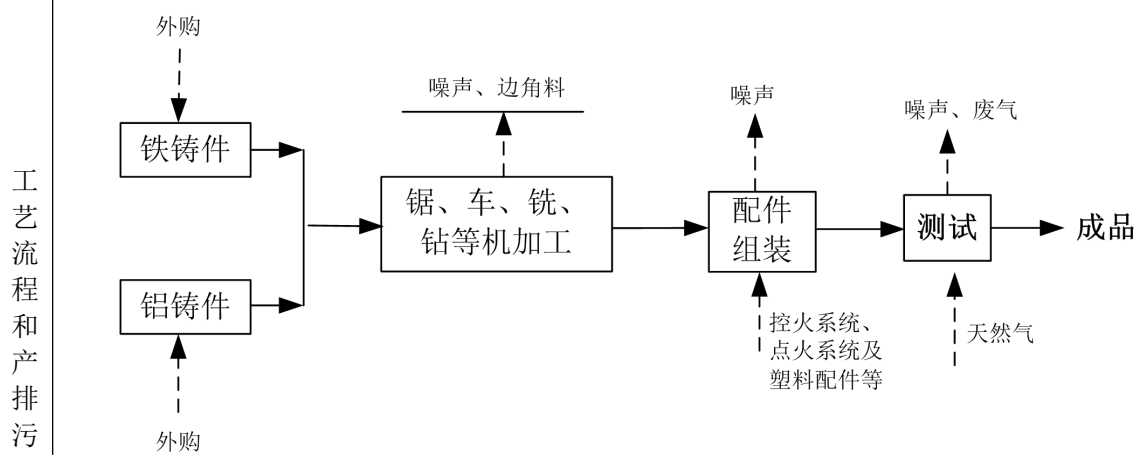 工艺流程和产排污
外购
铁铸件
铝铸件
外购
噪声、边角料
锯、车、铣、
钻等机加工
噪声
配件
组装
控火系统、
点火系统及
塑料配件等
噪声、废气
测试
天然气
成品